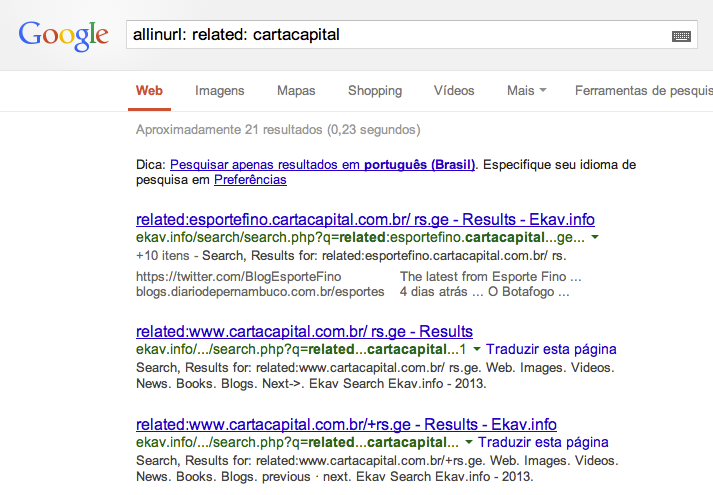 Google
allinurl: related: cartacapital
Web Imagens Mapas Shopping Vídeos Mais Ferramentas de pesquis
Aproximadamente 21 resultados (0,23 segundos)
Dica: Pesquisar apenas resultados em português (Brasil). Especifique seu idioma de
pesquisa em Preferências
related:esportefino.cartacapital.com.br/ rs.ge - Results - Ekav.info
ekav.info/search/search.php?q=related:esportefino.cartacapital...ge...
+10 itens - Search, Results for: related:esportefino.cartacapital.com.br/ rs.
https://twitter.com/BlogEsporteFino The latest from Esporte Fino ...
blogs.diariodepernambuco.com.br/esportes 4 dias atrás ... O Botafogo ...
related:www.cartacapital.com.br/ rs.ge - Results
ekav.info/.../search.php?q=related...cartacapital...1 Traduzir esta página
Search, Results for: related:www.cartacapital.com.br/ rs.ge. Web. Images. Videos.
News. Books. Blogs. Next->. Ekav Search Ekav.info - 2013.
related:www.cartacapital.com.br/+rs.ge - Results - Ekav.info
ekav.info/.../search.php?q=related...cartacapital... Traduzir esta página
Search, Results for: related:www.cartacapital.com.br/+rs.ge. Web. Images. Videos.
News. Books. Blogs. previous · next. Ekav Search Ekav.info - 2013.